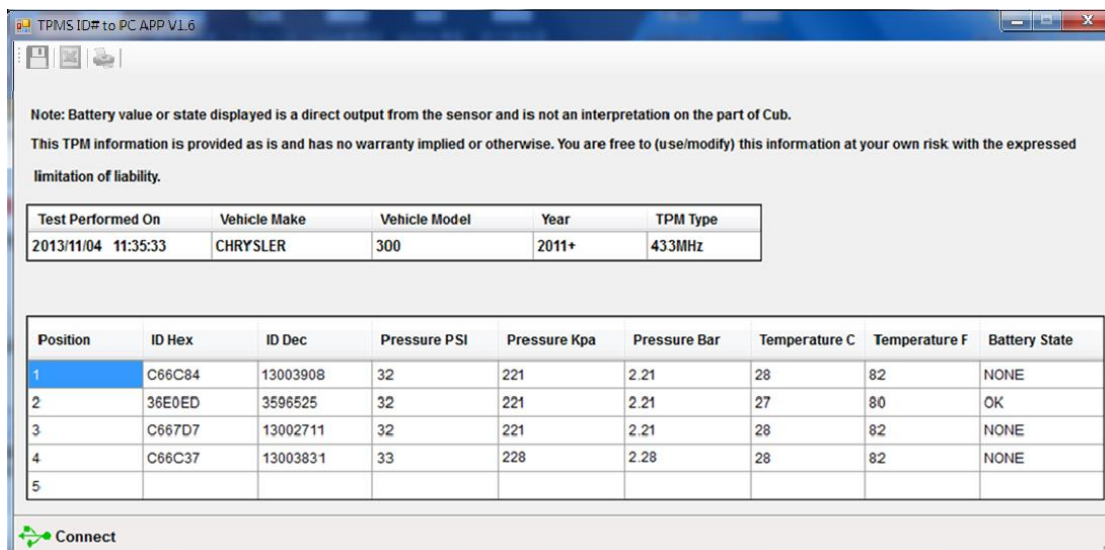 TPMS ID# to PC APP V1.6
Note: Battery value or state displayed is a direct output from the sensor and is not an interpretation on the part of Cub.
This TPM information is provided as is and has no warranty implied or otherwise. You are free to (use/modify) this information at your own risk with the expressed
limitation of liability.
Test Performed On Vehicle Make Vehicle Model Year TPM Type
2013/11/04 11:35:33 CHRYSLER 300 2011+ 433MHz
Position ID Hex ID Dec Pressure PSI Pressure Kpa Pressure Bar Temperature C Temperature F Battery State
1 C66C84 13003908 32 221 2.21 28 82 NONE
2 36E0ED 3596525 32 221 2.21 27 80 OK
3 C667D7 13002711 32 221 2.21 28 82 NONE
4 C66C37 13003831 33 228 2.28 28 82 NONE
5
Connect